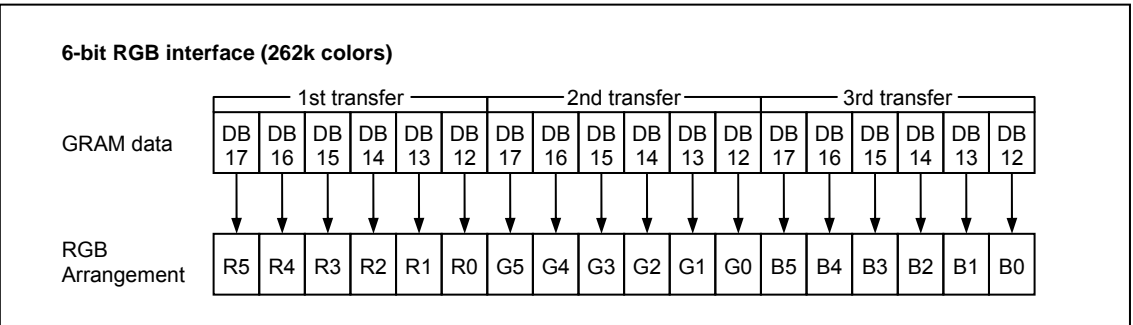 6-bit RGB interface (262k colors)
1st transfer 2nd transfer 3rd transfer
GRAM data
DB DB DB DB DB DB DB DB DB DB DB DB DB DB DB DB DB DB
17 16 15 14 13 12 17 16 15 14 13 12 17 16 15 14 13 12
RGB
Arrangement
R5 R4 R3 R2 R1 R0 G5 G4 G3 G2 G1 G0 B5 B4 B3 B2 B1 B0